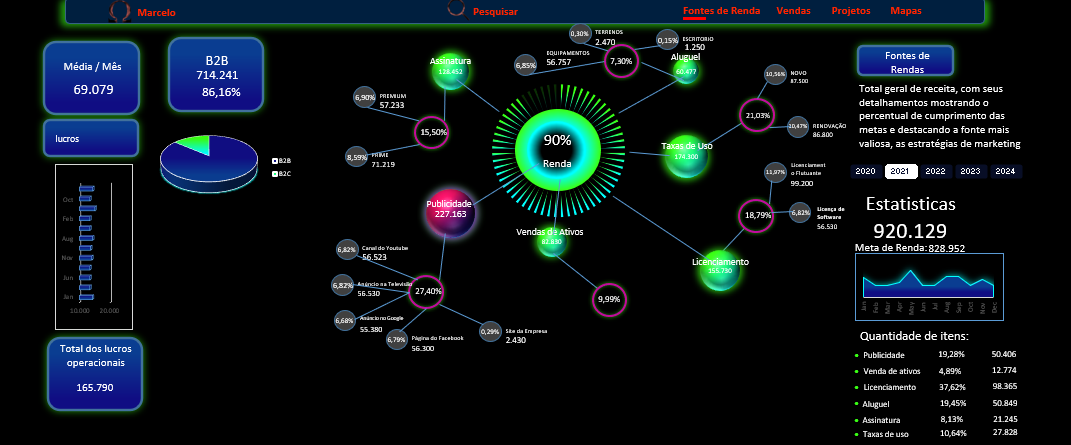 Marcelo
Pesquisar
Fontes de Renda
Vendas
Projetos
Mapas
Média / Mês
69.079
B2B
714.241
86,16%
lucros
Oct
Feb
Aug
Nov
Jun
Jan
10.000
20.000
B2B
B2C
Total dos lucros
operacionais
165.790
Assinatura
128.452
6,90%
PREMIUM
57.233
15,50%
8,59%
PRIME
71.219
0,30%
TERRENOS
2.470
0,15%
ESCRITORIO
1.250
6,85%
EQUIPAMENTOS
56.757
7,30%
Aluguel
60.477
90%
Renda
10,56%
NOVO
87.500
21,03%
10,47%
RENOVAÇÃO
86.800
Taxas de Uso
174.300
11,97%
Licenciament
o Flutuante
99.200
18,79%
6,82%
Licença de
Software
56.530
Licenciamento
155.730
Publicidade
227.163
Vendas de Ativos
82.830
9,99%
6,82%
Canal do Youtube
56.523
6,82%
Anúncio na Televisão
56.530
27,40%
6,68%
Anúncio no Google
55.380
6,79%
Página do Facebook
56.300
0,29%
Site da Empresa
2.430
Fontes de
Rendas
Total geral de receita, com seus
detalhamentos mostrando o
percentual de cumprimento das
metas e destacando a fonte mais
valiosa, as estratégias de marketing
2020
2021
2022
2023
2024
Estatisticas
920.129
Meta de Renda: 828.952
Jan
Feb
Mar
Apr
May
Jun
Jul
Aug
Sep
Oct
Nov
Dec
Quantidade de itens:
Publicidade 19,28% 50.406
Venda de ativos 4,89% 12.774
Licenciamento 37,62% 98.365
Aluguel 19,45% 50.849
Assinatura 8,13% 21.245
Taxas de uso 10,64% 27.828